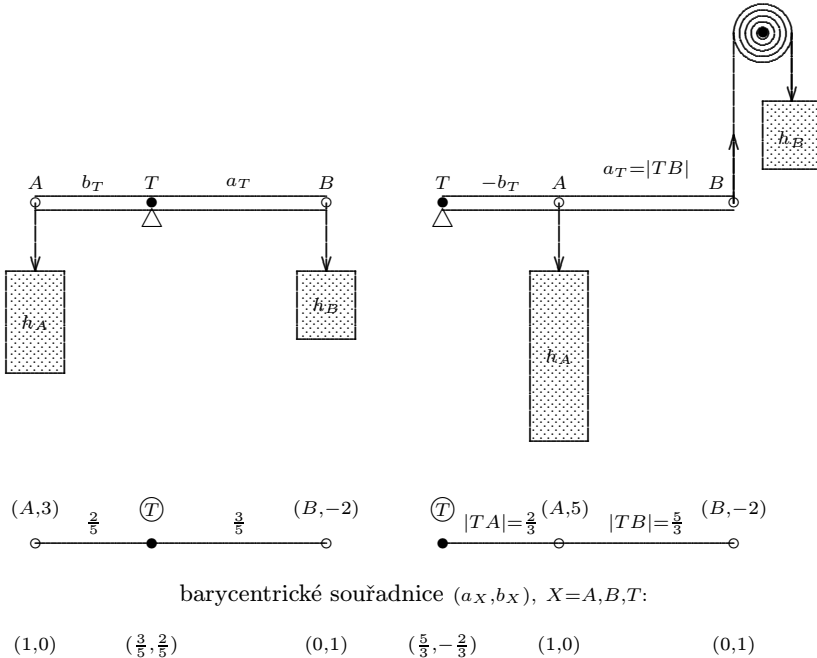 A b_T T a_T B T −b_T A a_T=|TB| B
h_A h_B h_A h_B
(A,3) T (B,−2) T (A,5) (B,−2)
2/5 3/5 |TA|=2/3 |TB|=5/3
barycentrické souřadnice (a_X,b_X), X=A,B,T:
(1,0) (3/5,2/5) (0,1) (5/3,−2/3) (1,0) (0,1)